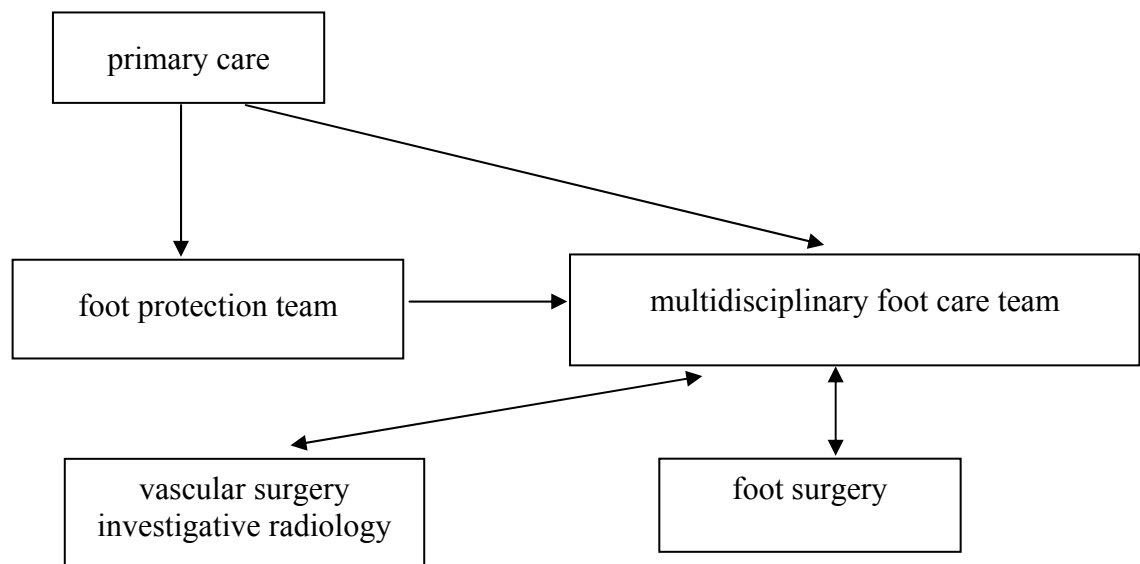 primary care
foot protection team
multidisciplinary foot care team
vascular surgery
investigative radiology
foot surgery